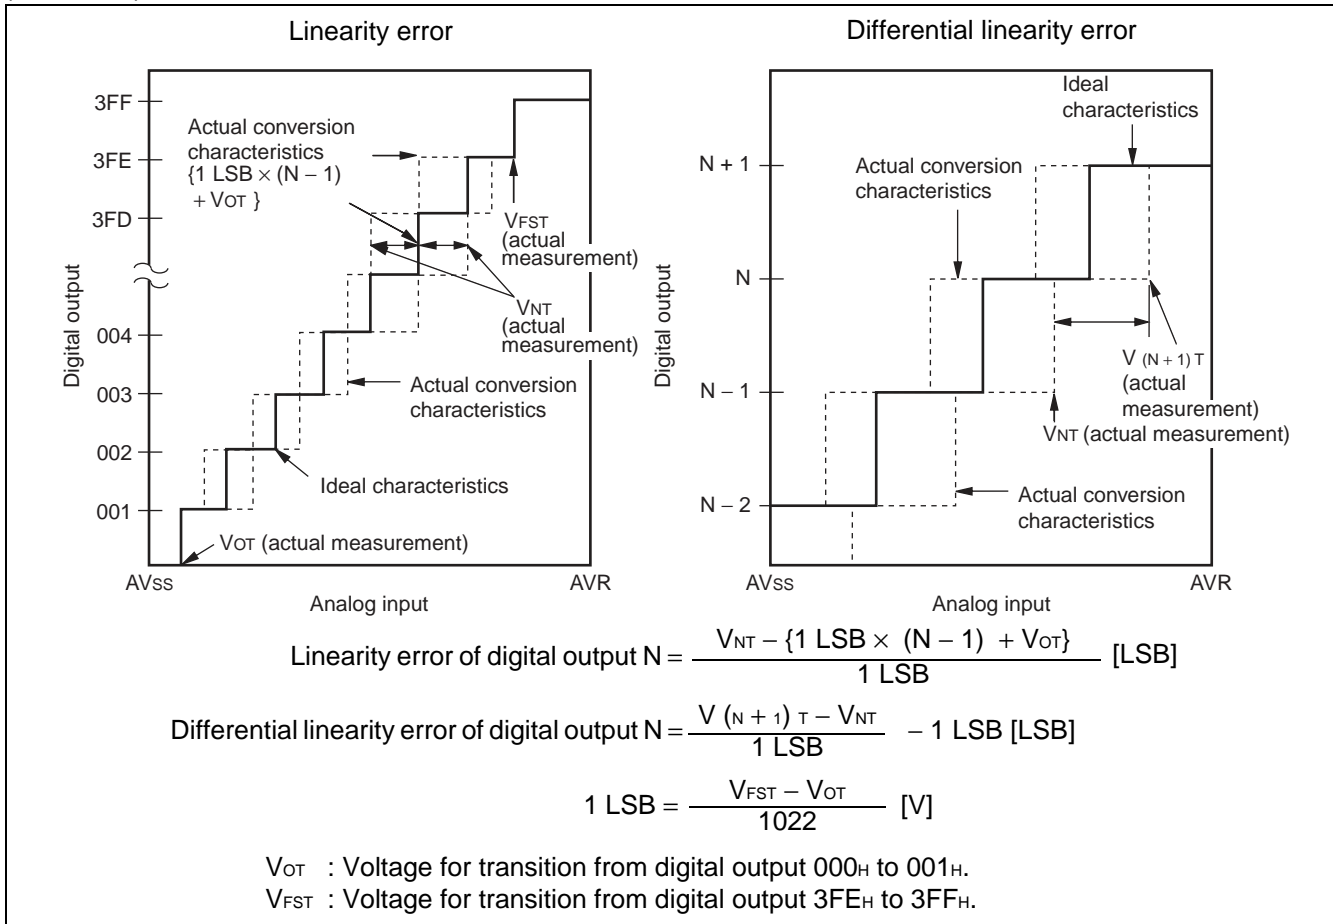 Linearity error
3FF
3FE
3FD
004
003
002
001
Digital output
Actual conversion
characteristics
{1 LSB × (N – 1)
+ VOT }
VFST
(actual
measurement)
VNT
(actual
measurement)
Actual conversion
characteristics
Ideal characteristics
VOT (actual measurement)
AVSS
AVR
Analog input
Differential linearity error
N + 1
N
N – 1
N – 2
Digital output
Ideal
characteristics
Actual conversion
characteristics
V (N + 1) T
(actual
measurement)
VNT (actual measurement)
Actual conversion
characteristics
AVSS
AVR
Analog input
Linearity error of digital output N = VNT – {1 LSB × (N – 1) + VOT} / 1 LSB [LSB]
Differential linearity error of digital output N = V (N + 1) T – VNT / 1 LSB – 1 LSB [LSB]
1 LSB = VFST – VOT / 1022 [V]
VOT : Voltage for transition from digital output 000H to 001H.
VFST : Voltage for transition from digital output 3FEH to 3FFH.